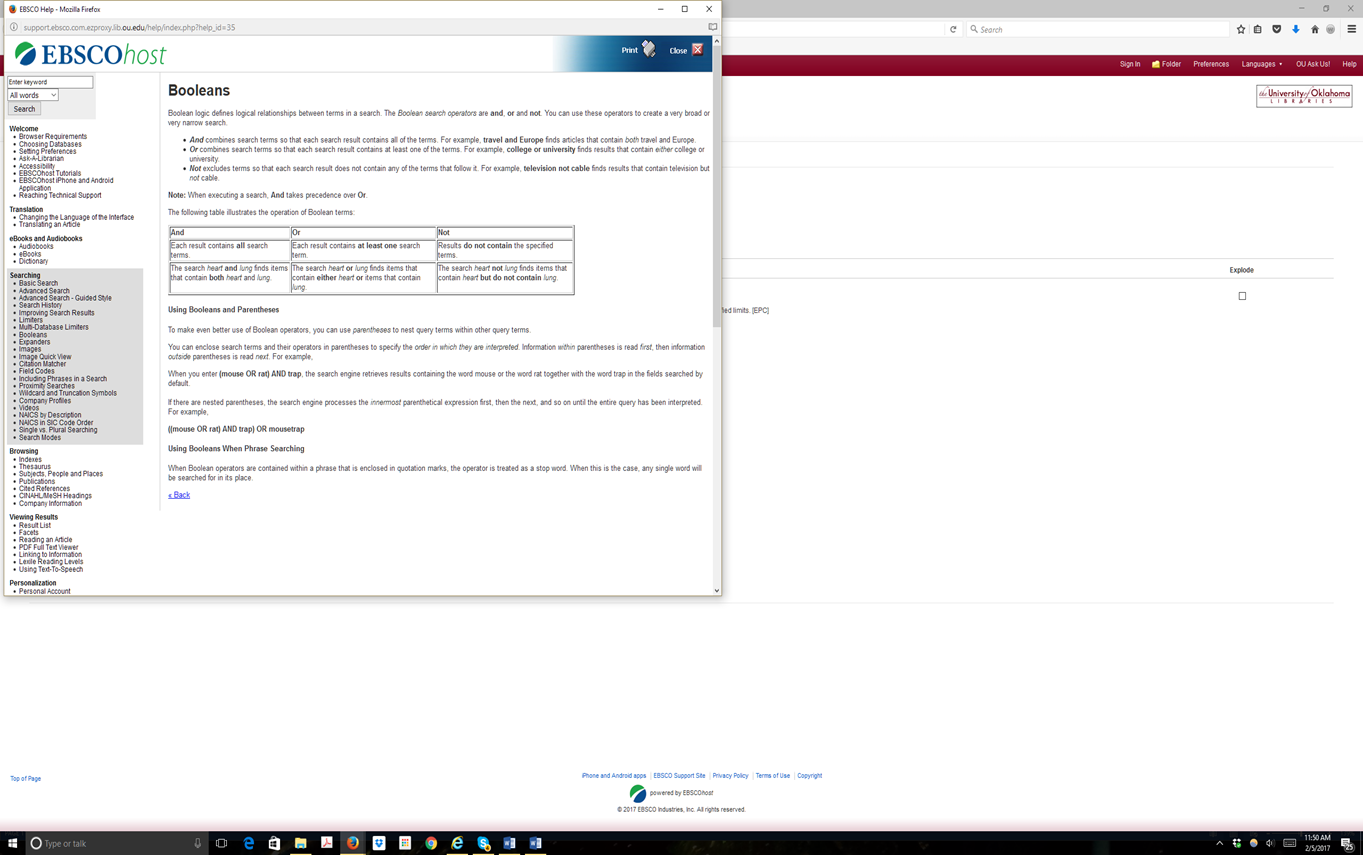 EBSCO Help - Mozilla Firefox
support.ebsco.com.ezproxy.lib.ou.edu/help/index.php?help_id=35
Search
EBSCOhost
Print
Close
Sign In
Folder
Preferences
Languages
OU Ask Us!
Help
the University of Oklahoma
LIBRARIES
Enter keyword
All words
Search
Welcome
Browser Requirements
Choosing Databases
Setting Preferences
Ask-A-Librarian
Accessibility
EBSCOhost Tutorials
EBSCOhost iPhone and Android
Application
Reaching Technical Support
Translation
Changing the Language of the Interface
Translating an Article
eBooks and Audiobooks
Audiobooks
eBooks
Dictionary
Searching
Basic Search
Advanced Search
Advanced Search - Guided Style
Search History
Improving Search Results
Limiters
Multi-Database Limiters
Booleans
Expanders
Images
Image Quick View
Citation Matcher
Field Codes
Including Phrases in a Search
Proximity Searches
Wildcard and Truncation Symbols
Company Profiles
Videos
NAICS by Description
NAICS in SIC Code Order
Single vs. Plural Searching
Search Modes
Browsing
Indexes
Thesaurus
Subjects, People and Places
Publications
Cited References
CINAHL/MeSH Headings
Company Information
Viewing Results
Result List
Facets
Reading an Article
PDF Full Text Viewer
Linking to Information
Lexile Reading Levels
Using Text-To-Speech
Personalization
Personal Account
Booleans
Boolean logic defines logical relationships between terms in a search. The Boolean search operators are and, or and not. You can use these operators to create a very broad or
very narrow search.
And combines search terms so that each search result contains all of the terms. For example, travel and Europe finds articles that contain both travel and Europe.
Or combines search terms so that each search result contains at least one of the terms. For example, college or university finds results that contain either college or
university.
Not excludes terms so that each search result does not contain any of the terms that follow it. For example, television not cable finds results that contain television but
not cable.
Note: When executing a search, And takes precedence over Or.
The following table illustrates the operation of Boolean terms:
And
Or
Not
Each result contains all search
terms.
Each result contains at least one search
term.
Results do not contain the specified
terms.
The search heart and lung finds items
that contain both heart and lung.
The search heart or lung finds items that
contain either heart or items that contain
lung.
The search heart not lung finds items that
contain heart but do not contain lung.
Using Booleans and Parentheses
To make even better use of Boolean operators, you can use parentheses to nest query terms within other query terms.
You can enclose search terms and their operators in parentheses to specify the order in which they are interpreted. Information within parentheses is read first, then information
outside parentheses is read next. For example,
When you enter (mouse OR rat) AND trap, the search engine retrieves results containing the word mouse or the word rat together with the word trap in the fields searched by
default.
If there are nested parentheses, the search engine processes the innermost parenthetical expression first, then the next, and so on until the entire query has been interpreted.
For example,
((mouse OR rat) AND trap) OR mousetrap
Using Booleans When Phrase Searching
When Boolean operators are contained within a phrase that is enclosed in quotation marks, the operator is treated as a stop word. When this is the case, any single word will
be searched for in its place.
« Back
Explode
ied limits. [EPC]
Top of Page
iPhone and Android apps | EBSCO Support Site | Privacy Policy | Terms of Use | Copyright
powered by EBSCOhost
© 2017 EBSCO Industries, Inc. All rights reserved.
Type or talk
11:50 AM
2/5/2017
25